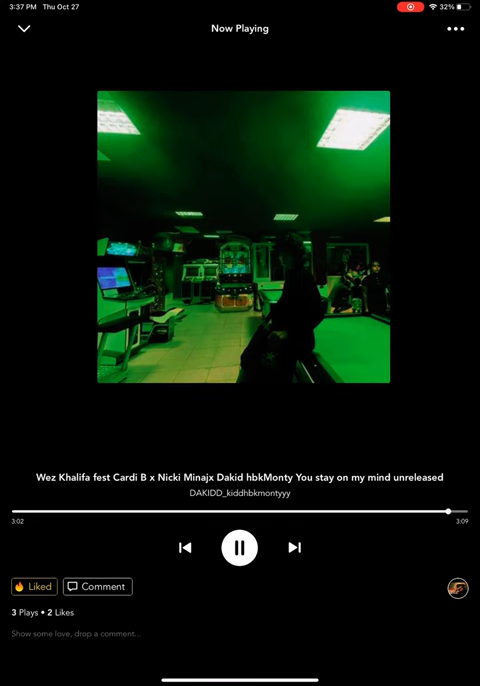 3:37 PM Thu Oct 27
32%
Now Playing
Wez Khalifa fest Cardi B x Nicki Minajx Dakid hbkMonty You stay on my mind unreleased
DAKIDD_kiddhbkmontyyy
3:02
3:09
Liked
Comment
3 Plays • 2 Likes
Show some love, drop a comment...